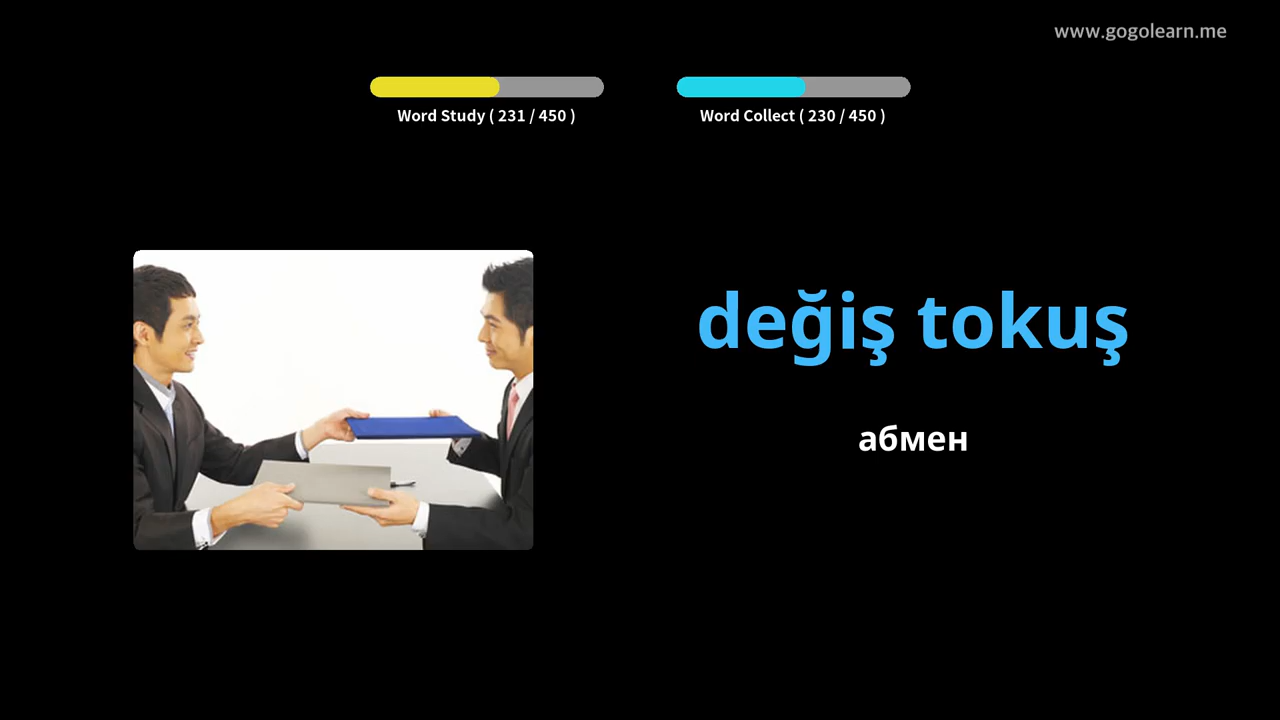 www.gogolearn.me
Word Study ( 231 / 450 )
Word Collect ( 230 / 450 )
değiş tokuş
абмен